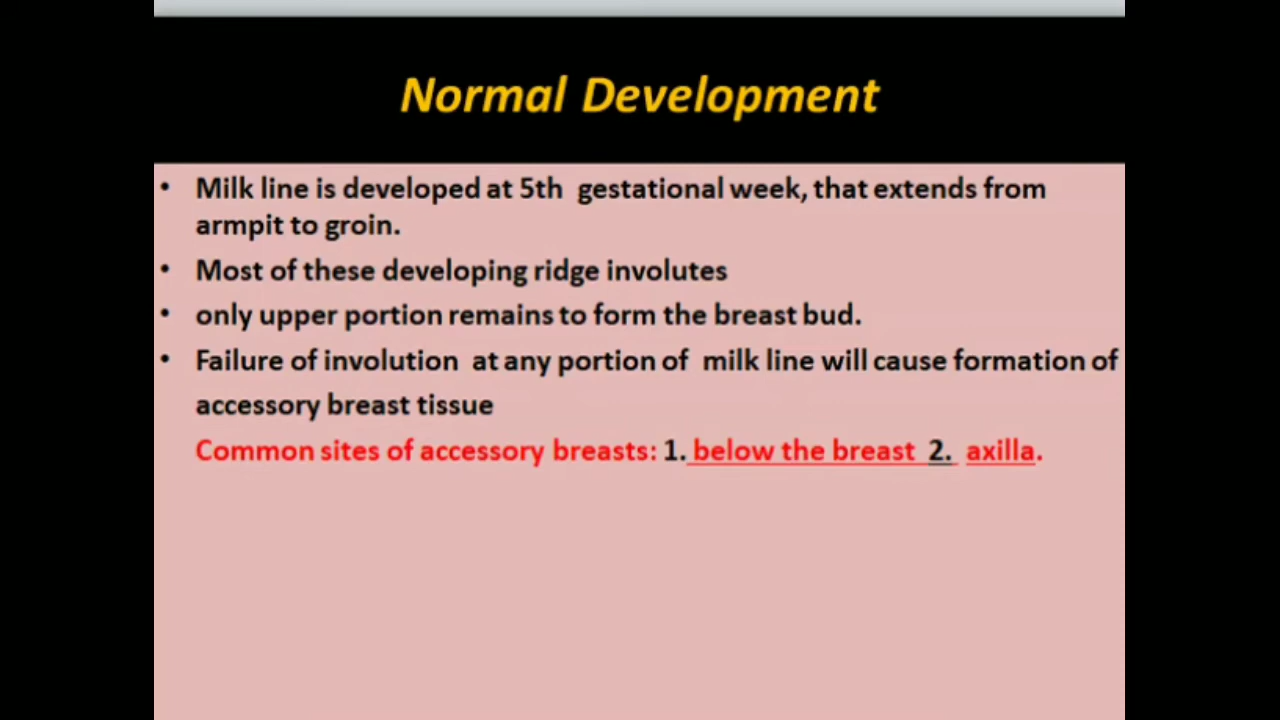 Normal Development
• Milk line is developed at 5th gestational week, that extends from
armpit to groin.
• Most of these developing ridge involutes
• only upper portion remains to form the breast bud.
• Failure of involution at any portion of milk line will cause formation of
accessory breast tissue
Common sites of accessory breasts: 1. below the breast 2. axilla.